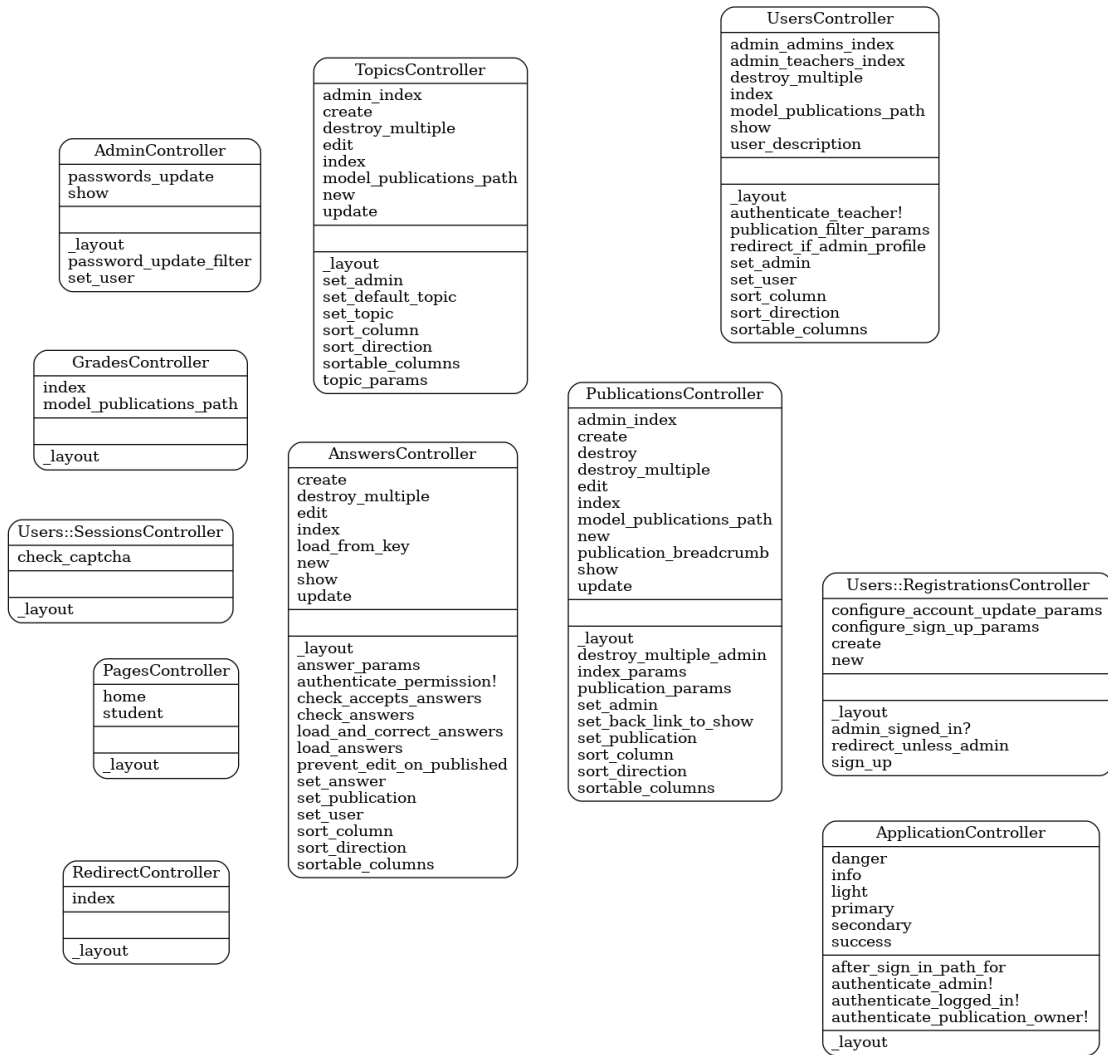 UsersController
admin_admins_index
admin_teachers_index
destroy_multiple
index
model_publications_path
show
user_description
_layout
authenticate_teacher!
publication_filter_params
redirect_if_admin_profile
set_admin
set_user
sort_column
sort_direction
sortable_columns
TopicsController
admin_index
create
destroy_multiple
edit
index
model_publications_path
new
update
_layout
set_admin
set_default_topic
set_topic
sort_column
sort_direction
sortable_columns
topic_params
AdminController
passwords_update
show
_layout
password_update_filter
set_user
GradesController
index
model_publications_path
_layout
PublicationsController
admin_index
create
destroy
destroy_multiple
edit
index
model_publications_path
new
publication_breadcrumb
show
update
_layout
destroy_multiple_admin
index_params
publication_params
set_admin
set_back_link_to_show
set_publication
sort_column
sort_direction
sortable_columns
AnswersController
create
destroy_multiple
edit
index
load_from_key
new
show
update
_layout
answer_params
authenticate_permission!
check_accepts_answers
check_answers
load_and_correct_answers
load_answers
prevent_edit_on_published
set_answer
set_publication
set_user
sort_column
sort_direction
sortable_columns
Users::SessionsController
check_captcha
_layout
Users::RegistrationsController
configure_account_update_params
configure_sign_up_params
create
new
_layout
admin_signed_in?
redirect_unless_admin
sign_up
PagesController
home
student
_layout
ApplicationController
danger
info
light
primary
secondary
success
after_sign_in_path_for
authenticate_admin!
authenticate_logged_in!
authenticate_publication_owner!
_layout
RedirectController
index
_layout